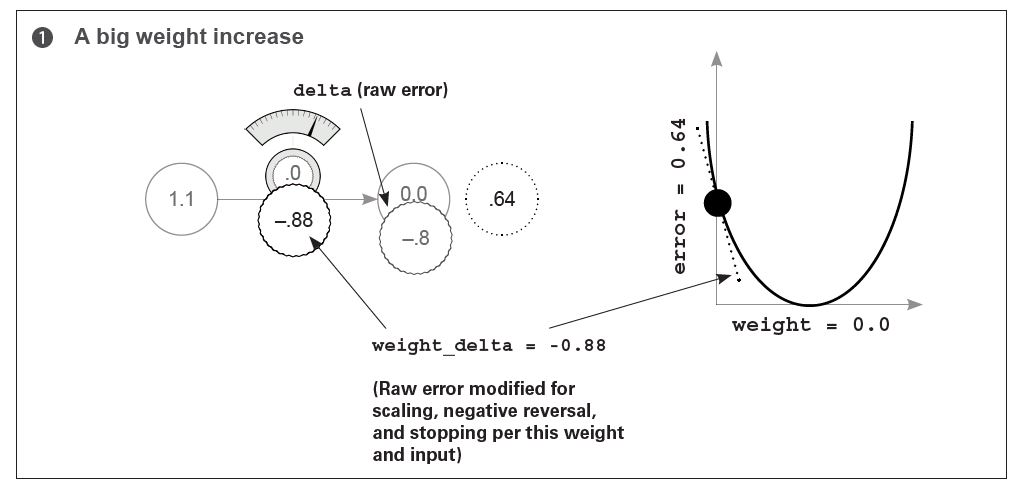 1 A big weight increase
delta (raw error)
.0
1.1
0.0
.64
–.88
–.8
error = 0.64
weight = 0.0
weight_delta = -0.88
(Raw error modified for
scaling, negative reversal,
and stopping per this weight
and input)